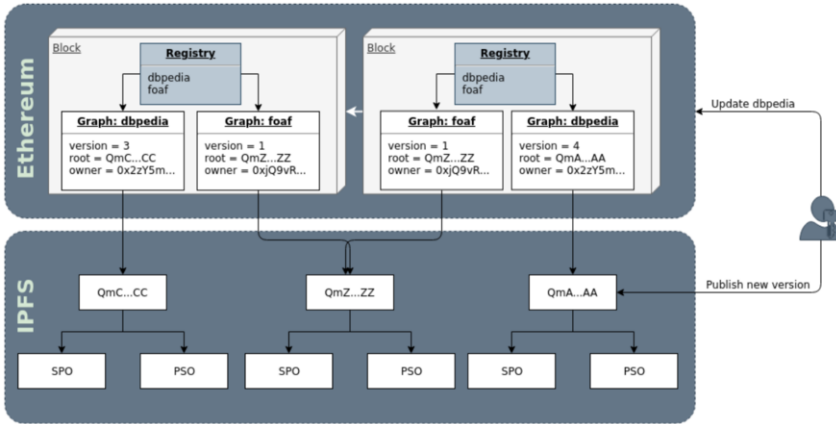 Ethereum
Block
Registry
dbpedia
foaf
Graph: dbpedia
version = 3
root = QmC...CC
owner = 0x2zY5m...
Graph: foaf
version = 1
root = QmZ...ZZ
owner = 0xjQ9vR...
Block
Registry
dbpedia
foaf
Graph: foaf
version = 1
root = QmZ...ZZ
owner = 0xjQ9vR...
Graph: dbpedia
version = 4
root = QmA...AA
owner = 0x2zY5m...
Update dbpedia
Publish new version
IPFS
QmC...CC
QmZ...ZZ
QmA...AA
SPO
PSO
SPO
PSO
SPO
PSO